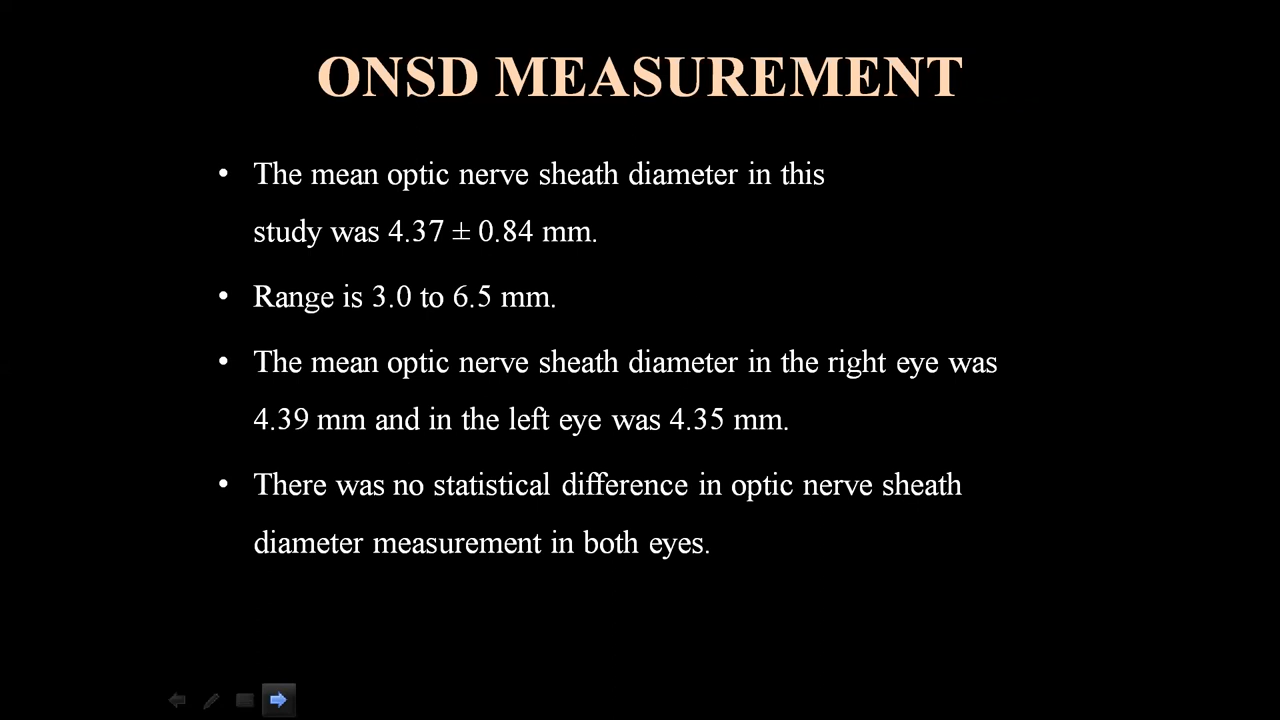 ONSD MEASUREMENT
• The mean optic nerve sheath diameter in this
study was 4.37 ± 0.84 mm.
• Range is 3.0 to 6.5 mm.
• The mean optic nerve sheath diameter in the right eye was
4.39 mm and in the left eye was 4.35 mm.
• There was no statistical difference in optic nerve sheath
diameter measurement in both eyes.